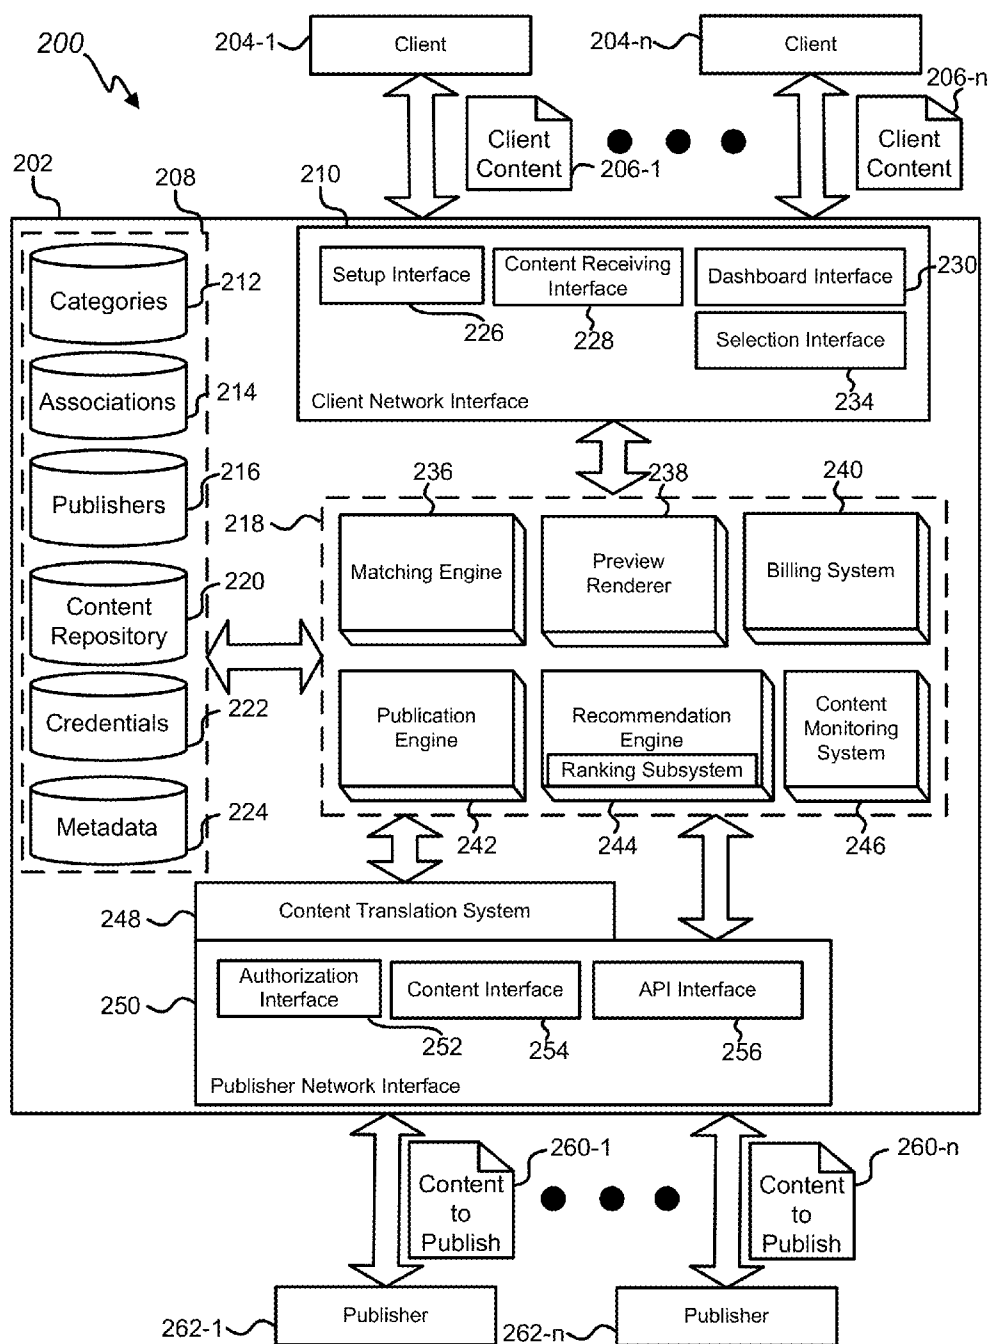 200
204-1
Client
204-n
Client
206-n
Client
Content
206-1
Client
Content
202
208
210
Categories
212
Associations
214
Publishers
216
Content
Repository
220
Credentials
222
Metadata
224
Setup Interface
226
Content Receiving
Interface
228
Dashboard Interface
230
Selection Interface
234
Client Network Interface
218
236
Matching Engine
238
Preview
Renderer
240
Billing System
Publication
Engine
242
Recommendation
Engine
Ranking Subsystem
244
Content
Monitoring
System
246
248
Content Translation System
250
Authorization
Interface
252
Content Interface
254
API Interface
256
Publisher Network Interface
Content
to
Publish
260-1
Content
to
Publish
260-n
262-1
Publisher
262-n
Publisher